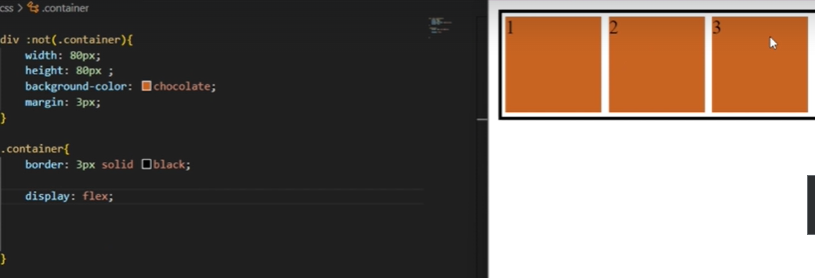 css > .container
div :not(.container){
width: 80px;
height: 80px ;
background-color: chocolate;
margin: 3px;
}
.container{
border: 3px solid black;
display: flex;
}
1 2 3